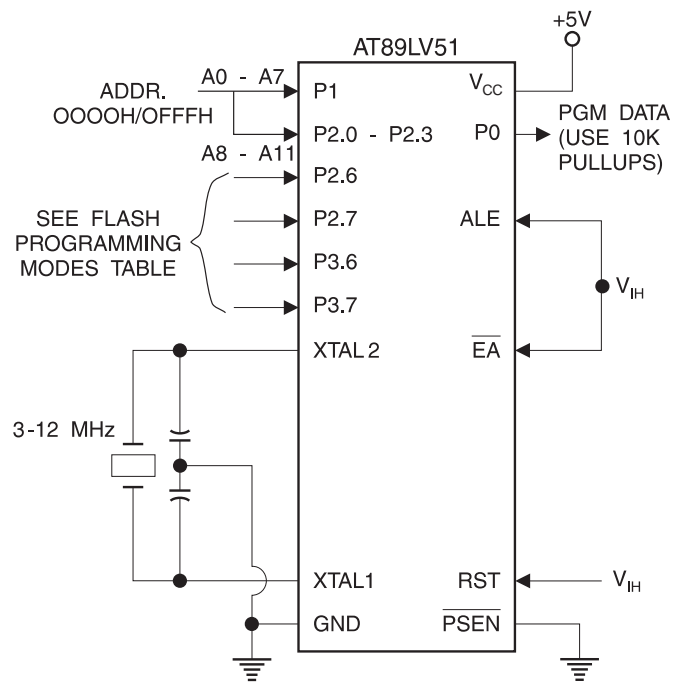 AT89LV51
+5V
A0 - A7
ADDR.
OOOOH/OFFFH
P1
VCC
P2.0 - P2.3
P0
PGM DATA
(USE 10K
PULLUPS)
A8 - A11
P2.6
SEE FLASH
PROGRAMMING
MODES TABLE
P2.7
ALE
P3.6
VIH
P3.7
XTAL2
EA
3-12 MHz
XTAL1
RST
VIH
GND
PSEN